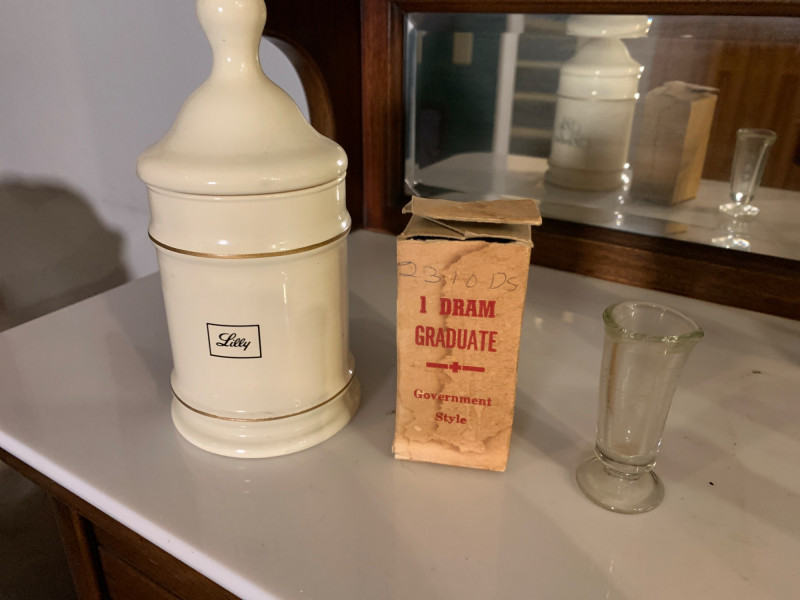 Lilly
2310 DS
1 DRAM
GRADUATE
Government
Style